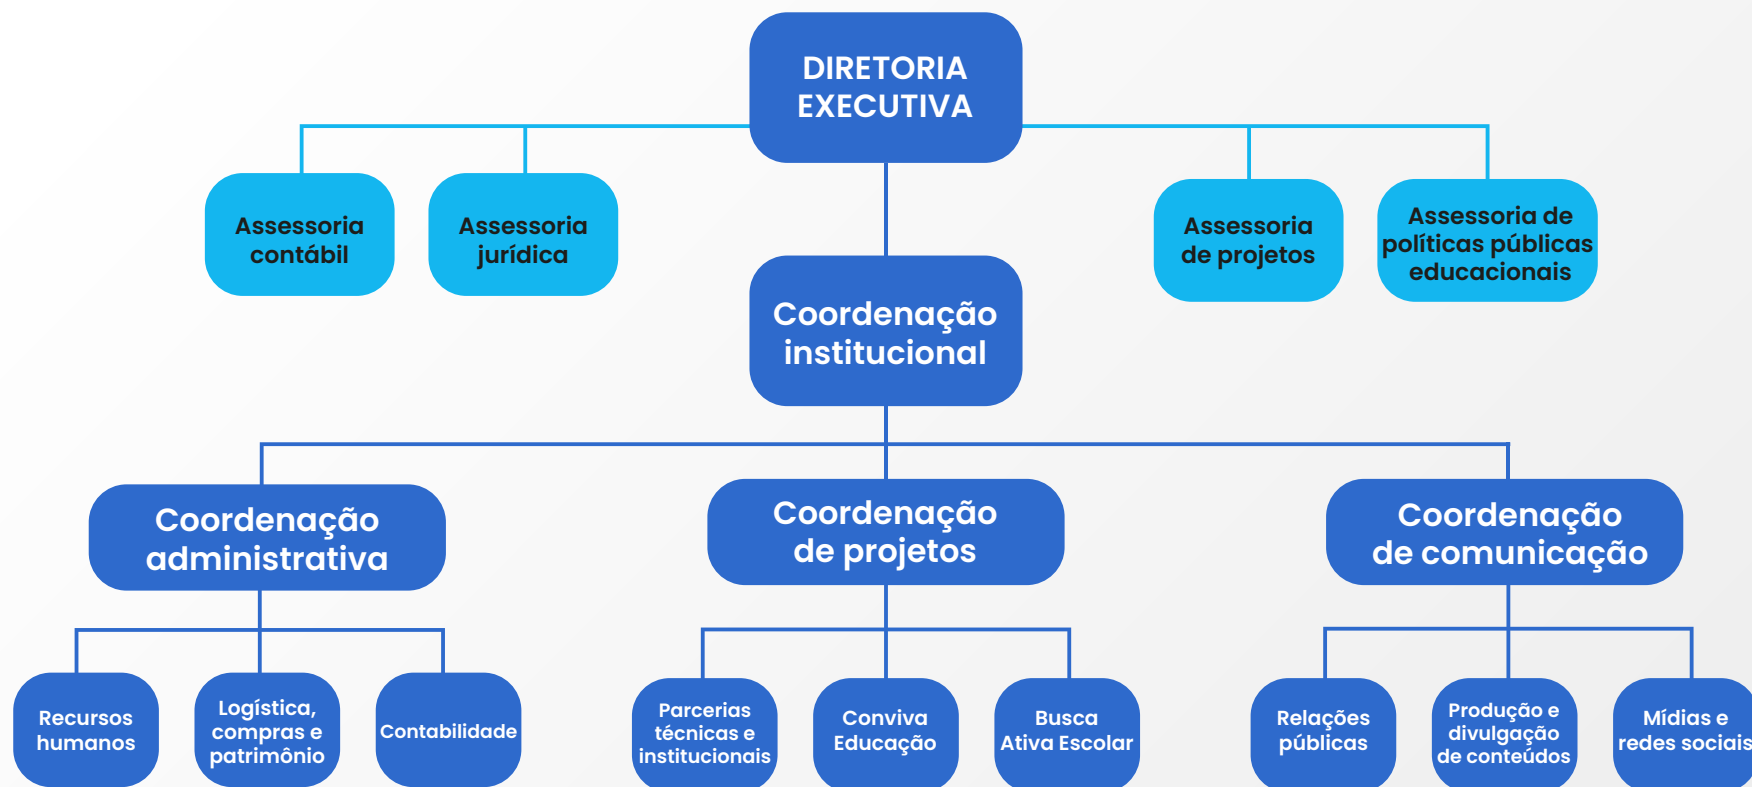 DIRETORIA
EXECUTIVA
Assessoria
contábil
Assessoria
jurídica
Assessoria
de projetos
Assessoria de
políticas públicas
educacionais
Coordenação
institucional
Coordenação
administrativa
Coordenação
de projetos
Coordenação
de comunicação
Recursos
humanos
Logística,
compras e
patrimônio
Contabilidade
Parcerias
técnicas e
institucionais
Conviva
Educação
Busca
Ativa Escolar
Relações
públicas
Produção e
divulgação
de conteúdos
Mídias e
redes sociais